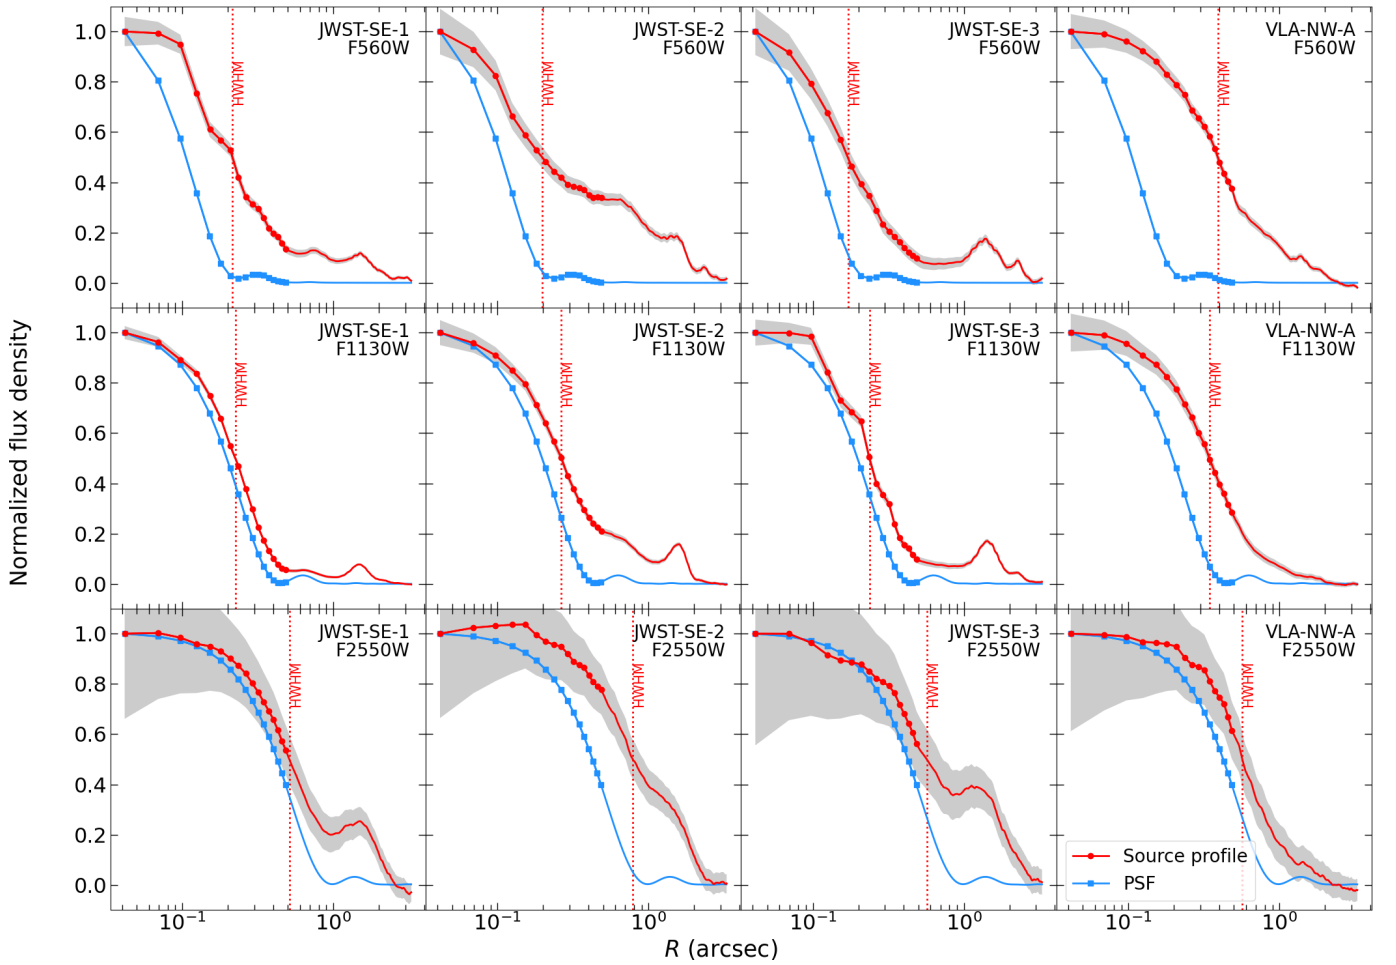 JWST-SE-1
F560W
HWHM
JWST-SE-2
F560W
HWHM
JWST-SE-3
F560W
HWHM
VLA-NW-A
F560W
HWHM
1.0
0.8
0.6
0.4
0.2
0.0
JWST-SE-1
F1130W
HWHM
JWST-SE-2
F1130W
HWHM
JWST-SE-3
F1130W
HWHM
VLA-NW-A
F1130W
HWHM
1.0
0.8
0.6
0.4
0.2
0.0
Normalized flux density
JWST-SE-1
F2550W
HWHM
JWST-SE-2
F2550W
HWHM
JWST-SE-3
F2550W
HWHM
VLA-NW-A
F2550W
HWHM
1.0
0.8
0.6
0.4
0.2
0.0
Source profile
PSF
10⁻¹ 10⁰ 10⁻¹ 10⁰ 10⁻¹ 10⁰ 10⁻¹ 10⁰
R (arcsec)